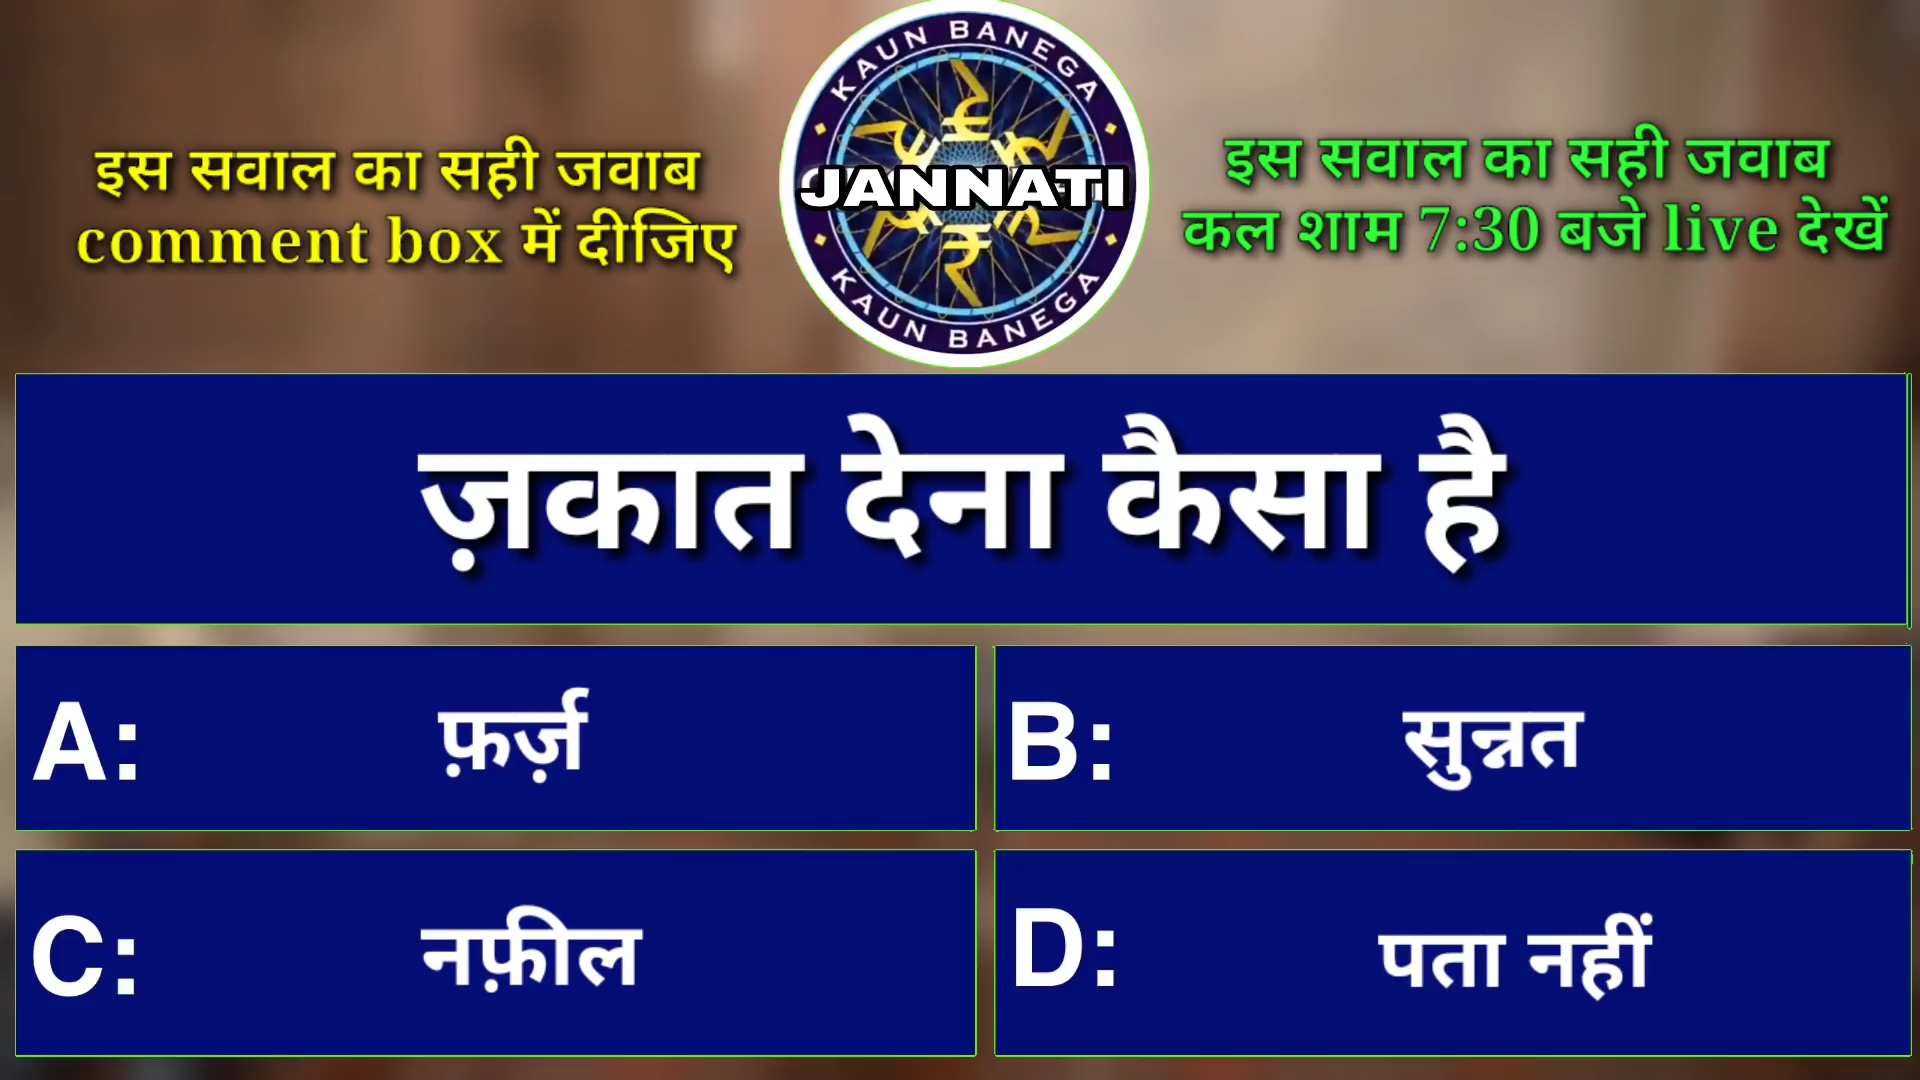 KAUN BANEGA
JANNATI
KAUN BANEGA
इस सवाल का सही जवाब
comment box में दीजिए
इस सवाल का सही जवाब
कल शाम 7:30 बजे live देखें
ज़कात देना कैसा है
A: फ़र्ज़
B: सुन्नत
C: नफ़ील
D: पता नहीं